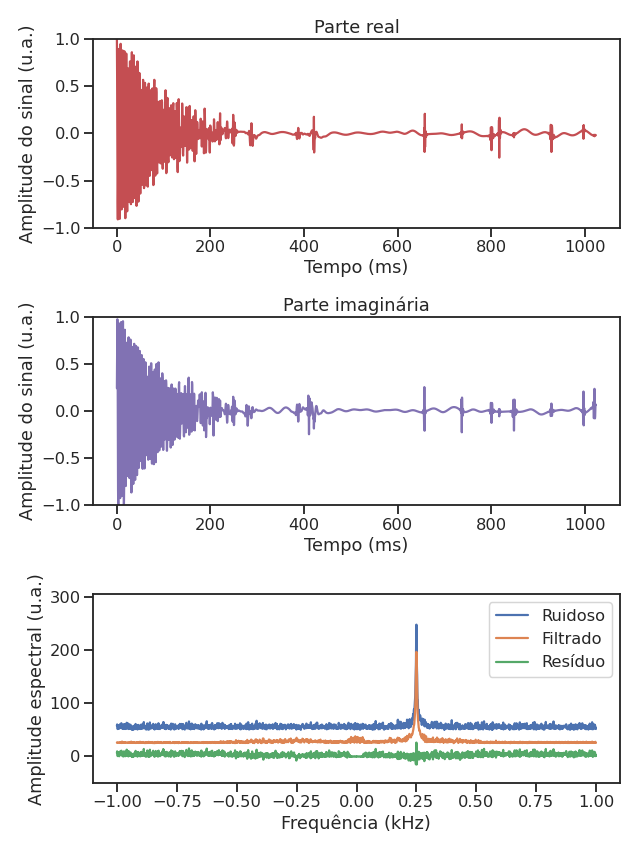 Parte real
Amplitude do sinal (u.a.)
1.0
0.5
0.0
−0.5
−1.0
0 200 400 600 800 1000
Tempo (ms)
Parte imaginária
Amplitude do sinal (u.a.)
1.0
0.5
0.0
−0.5
−1.0
0 200 400 600 800 1000
Tempo (ms)
Amplitude espectral (u.a.)
300
200
100
0
Ruidoso
Filtrado
Resíduo
−1.00 −0.75 −0.50 −0.25 0.00 0.25 0.50 0.75 1.00
Frequência (kHz)